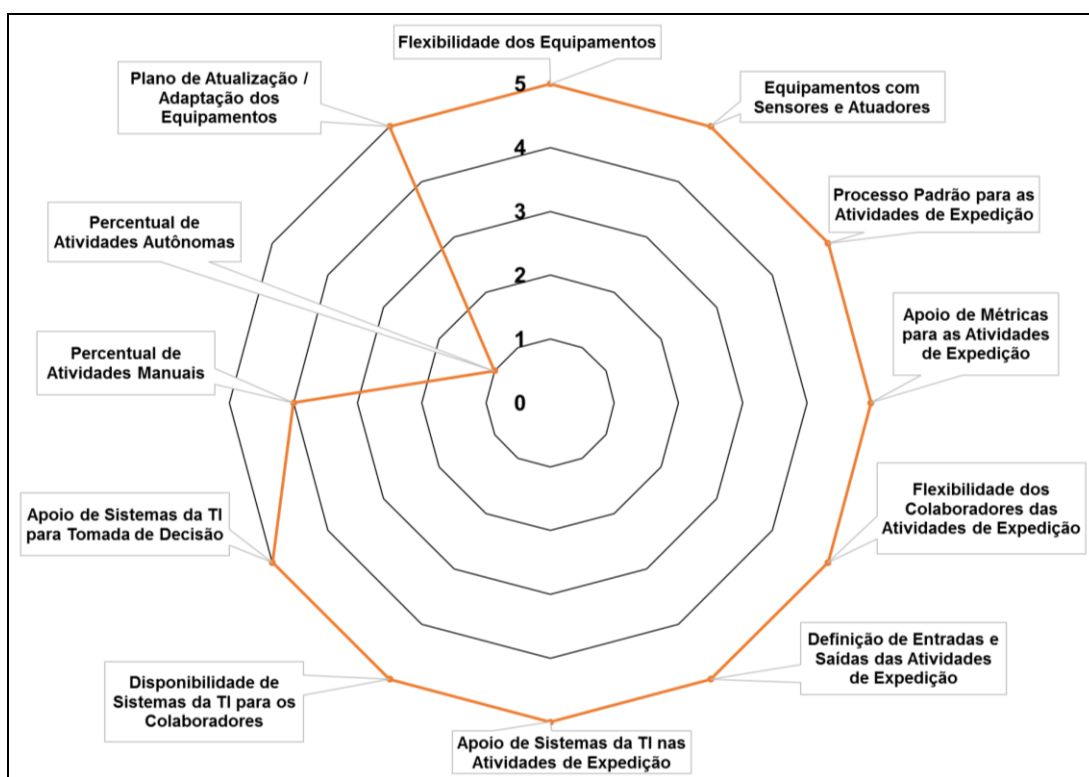 Flexibilidade dos Equipamentos
Equipamentos com
Sensores e Atuadores
Processo Padrão para as
Atividades de Expedição
Apoio de Métricas
para as Atividades
de Expedição
Flexibilidade dos
Colaboradores das
Atividades de Expedição
Definição de Entradas e
Saídas das Atividades
de Expedição
Apoio de Sistemas da TI nas
Atividades de Expedição
Disponibilidade de
Sistemas da TI para os
Colaboradores
Apoio de Sistemas da TI
para Tomada de Decisão
Percentual de
Atividades Manuais
Percentual de
Atividades Autônomas
Plano de Atualização /
Adaptação dos
Equipamentos
5
4
3
2
1
0